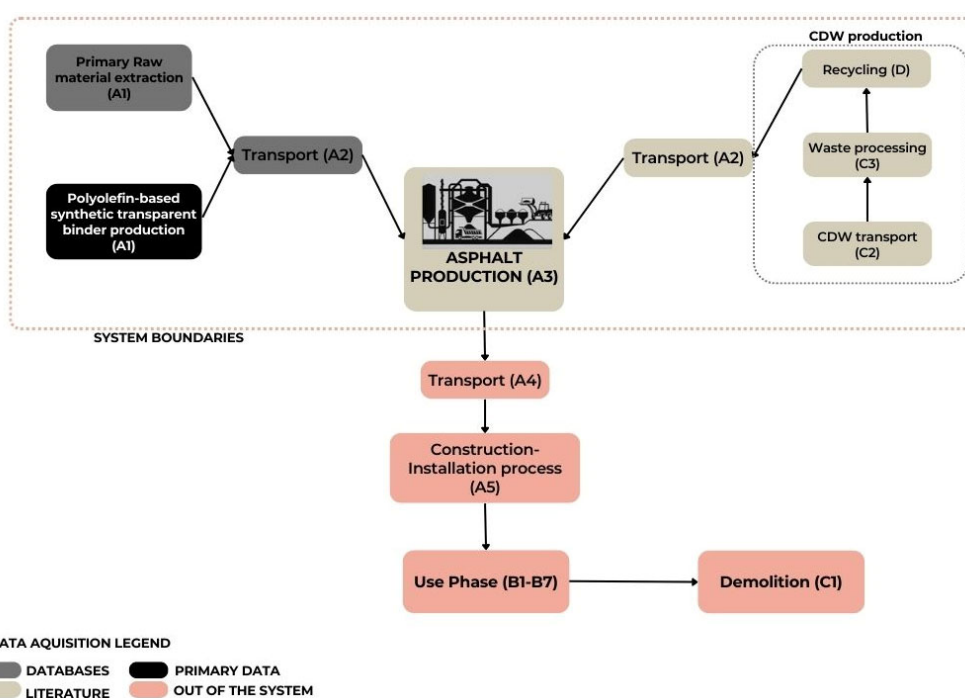 CDW production
Primary Raw
material extraction
(A1)
Recycling (D)
Transport (A2)
Transport (A2)
Waste processing
(C3)
Polyolefin-based
synthetic transparent
binder production
(A1)
CDW transport
(C2)
ASPHALT
PRODUCTION (A3)
SYSTEM BOUNDARIES
Transport (A4)
Construction-
Installation process
(A5)
Use Phase (B1-B7)
Demolition (C1)
ATA AQUISITION LEGEND
DATABASES
PRIMARY DATA
LITERATURE
OUT OF THE SYSTEM